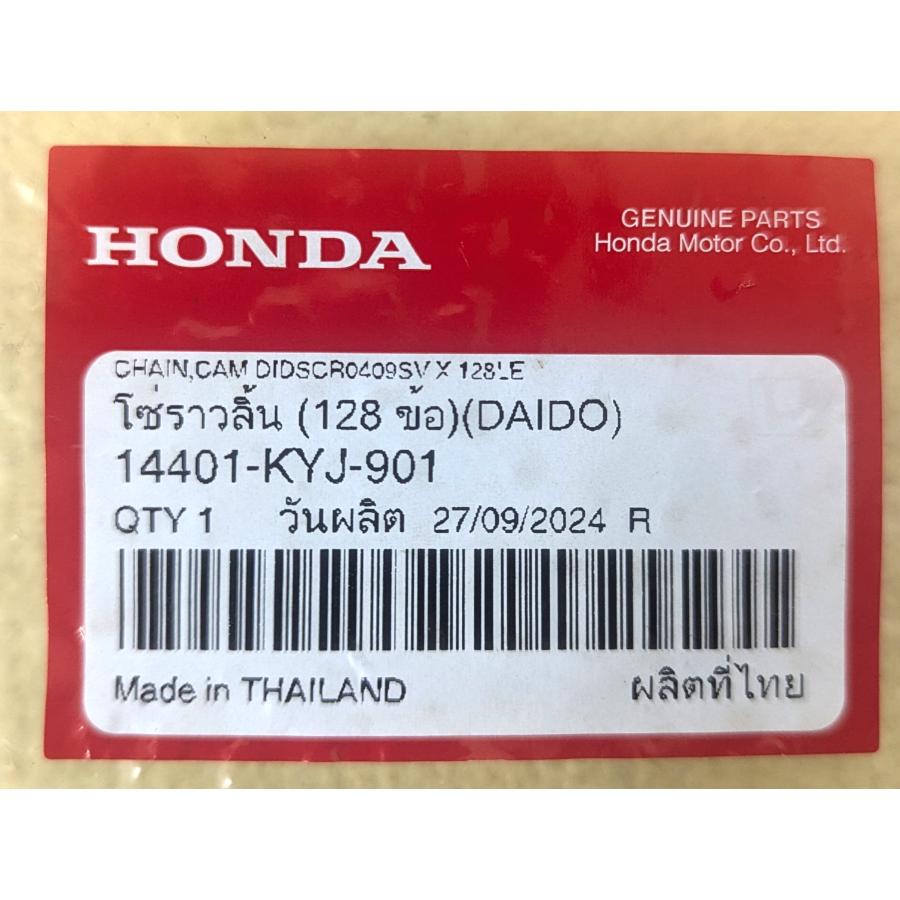 HONDA
GENUINE PARTS
Honda Motor Co., Ltd.
CHAIN,CAM DIDSCR0409SV X 128LE
โซ่ราวลิ้น (128 ข้อ)(DAIDO)
14401-KYJ-901
QTY 1 วันผลิต 27/09/2024 R
Made in THAILAND ผลิตที่ไทย